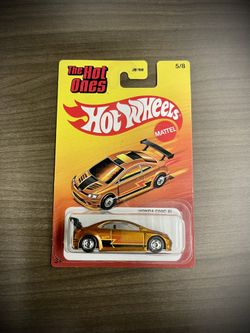 The Hot
Ones
5/8
Hot Wheels
MATTEL
HONDA CIVIC Si